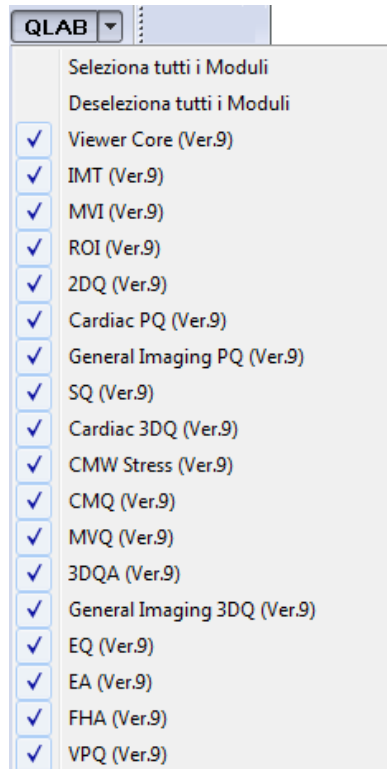 QLAB
Seleziona tutti i Moduli
Deseleziona tutti i Moduli
Viewer Core (Ver.9)
IMT (Ver.9)
MVI (Ver.9)
ROI (Ver.9)
2DQ (Ver.9)
Cardiac PQ (Ver.9)
General Imaging PQ (Ver.9)
SQ (Ver.9)
Cardiac 3DQ (Ver.9)
CMW Stress (Ver.9)
CMQ (Ver.9)
MVQ (Ver.9)
3DQA (Ver.9)
General Imaging 3DQ (Ver.9)
EQ (Ver.9)
EA (Ver.9)
FHA (Ver.9)
VPQ (Ver.9)